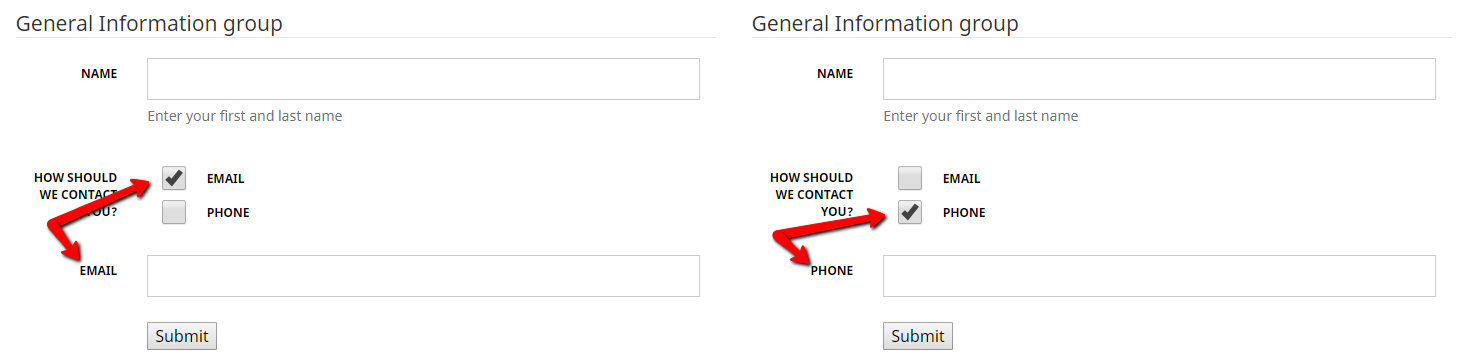 General Information group
NAME
Enter your first and last name
HOW SHOULD
WE CONTACT
YOU?
EMAIL
PHONE
EMAIL
Submit
General Information group
NAME
Enter your first and last name
HOW SHOULD
WE CONTACT
YOU?
EMAIL
PHONE
PHONE
Submit